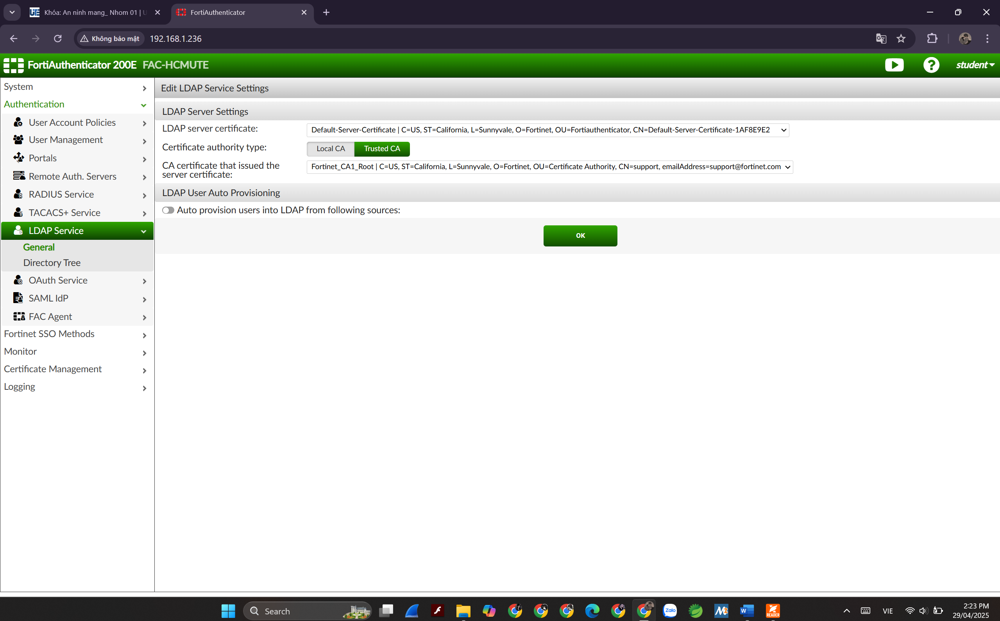 Khóa: An ninh mang_ Nhom 01 | U
FortiAuthenticator
Không bảo mật
192.168.1.236
FortiAuthenticator 200E FAC-HCMUTE
student
System
Authentication
User Account Policies
User Management
Portals
Remote Auth. Servers
RADIUS Service
TACACS+ Service
LDAP Service
General
Directory Tree
OAuth Service
SAML IdP
FAC Agent
Fortinet SSO Methods
Monitor
Certificate Management
Logging
Edit LDAP Service Settings
LDAP Server Settings
LDAP server certificate:
Default-Server-Certificate | C=US, ST=California, L=Sunnyvale, O=Fortinet, OU=Fortiauthenticator, CN=Default-Server-Certificate-1AF8E9E2
Certificate authority type:
Local CA
Trusted CA
CA certificate that issued the
server certificate:
Fortinet_CA1_Root | C=US, ST=California, L=Sunnyvale, O=Fortinet, OU=Certificate Authority, CN=support, emailAddress=support@fortinet.com
LDAP User Auto Provisioning
Auto provision users into LDAP from following sources:
OK
Search
Zalo
READER
VIE
2:23 PM
29/04/2025